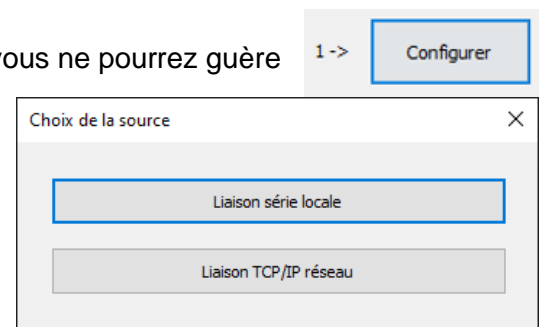 vous ne pourrez guère
1 -> Configurer
Choix de la source
Liaison série locale
Liaison TCP/IP réseau